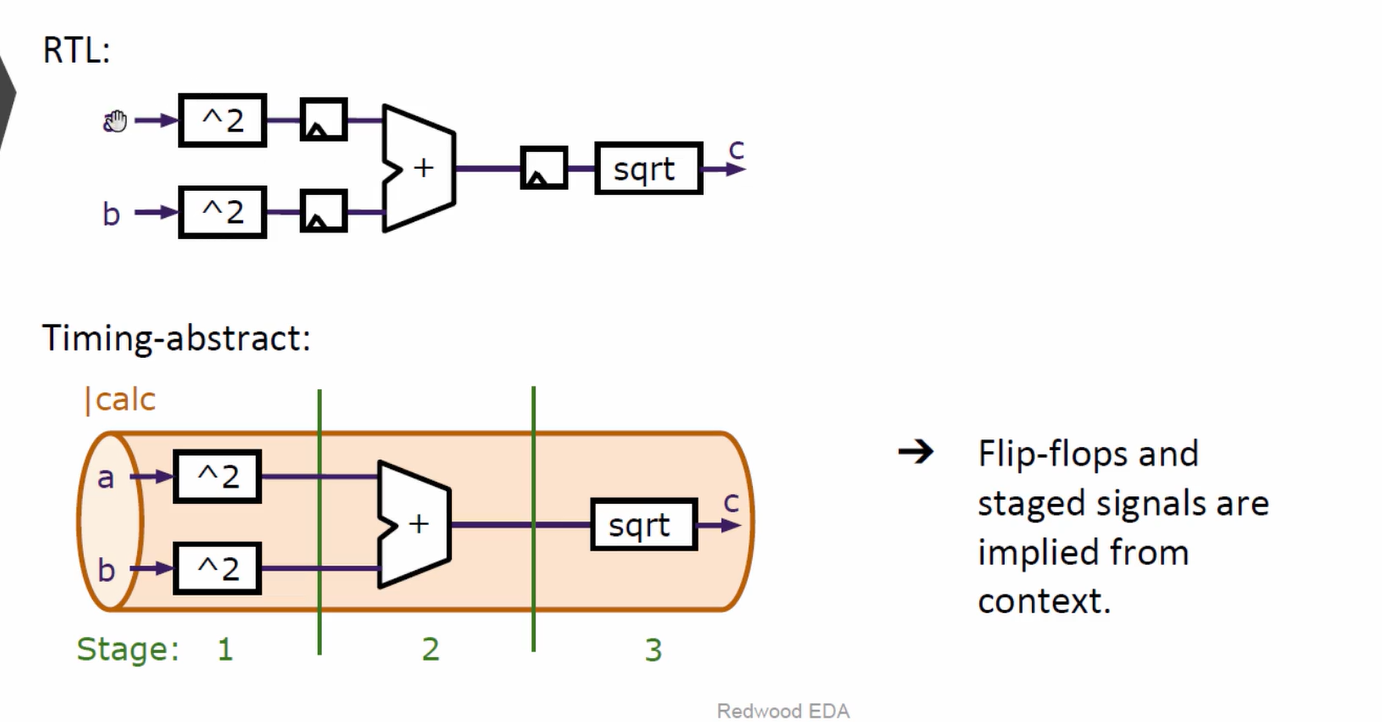 RTL:
^2
+
sqrt
c
b
^2
Timing-abstract:
|calc
a
^2
+
sqrt
c
b
^2
Stage: 1 2 3
➔ Flip-flops and
staged signals are
implied from
context.
Redwood EDA